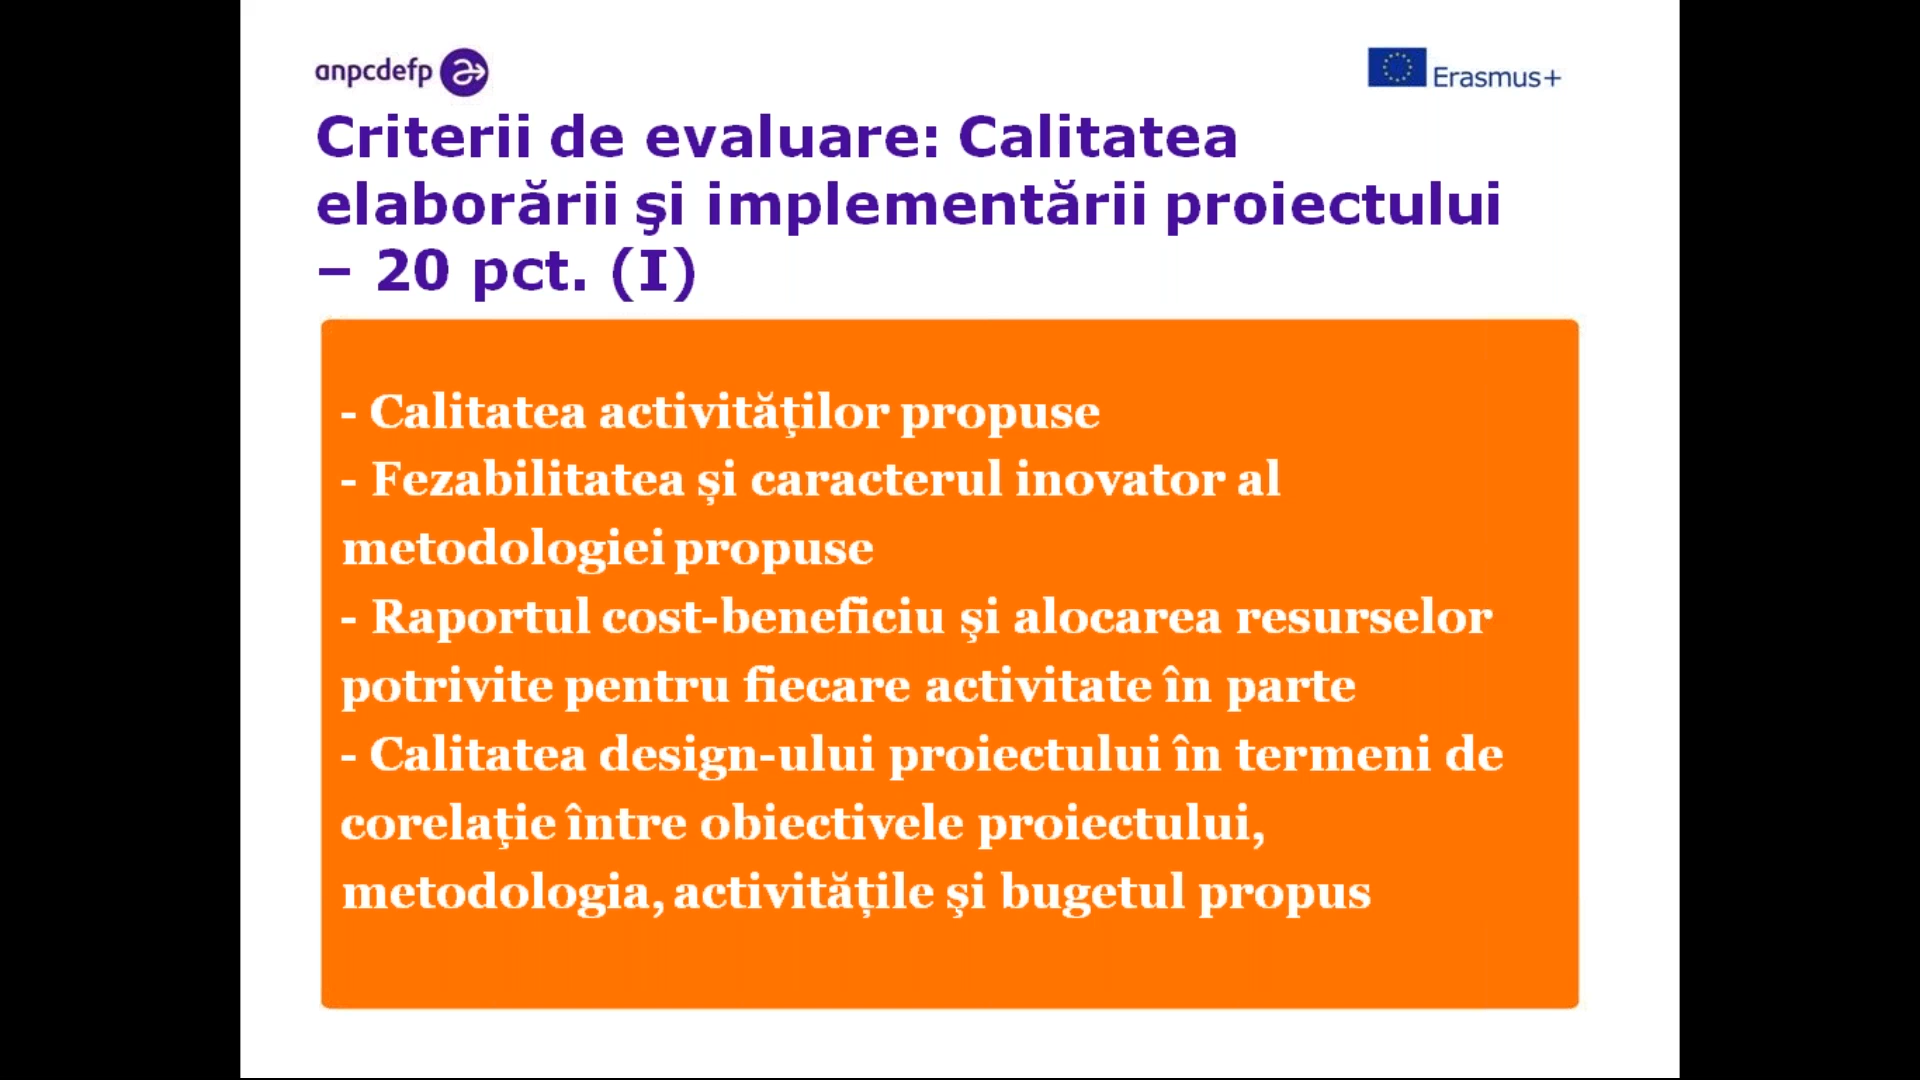 anpcdefp
Erasmus+
Criterii de evaluare: Calitatea
elaborării şi implementării proiectului
– 20 pct. (I)
- Calitatea activităţilor propuse
- Fezabilitatea și caracterul inovator al
metodologiei propuse
- Raportul cost-beneficiu şi alocarea resurselor
potrivite pentru fiecare activitate în parte
- Calitatea design-ului proiectului în termeni de
corelaţie între obiectivele proiectului,
metodologia, activitățile şi bugetul propus